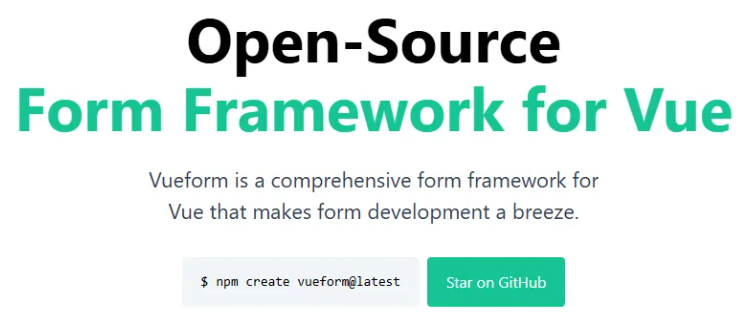 Open-Source
Form Framework for Vue
Vueform is a comprehensive form framework for
Vue that makes form development a breeze.
$ npm create vueform@latest
Star on GitHub